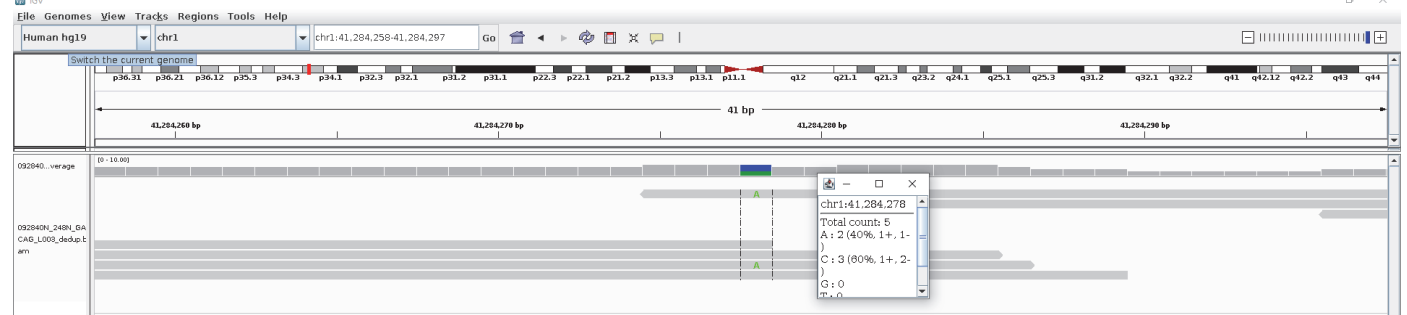 IGV
File Genomes View Tracks Regions Tools Help
Human hg19 chr1 chr1:41,284,258-41,284,297 Go
Switch the current genome
p36.31 p36.21 p36.12 p35.3 p34.3 p34.1 p32.3 p32.1 p31.2 p31.1 p22.3 p22.1 p21.2 p13.3 p13.1 p11.1 q12 q21.1 q21.3 q23.2 q24.1 q25.1 q25.3 q31.2 q32.1 q32.2 q41 q42.12 q42.2 q43 q44
41 bp
41,284,260 bp 41,284,270 bp 41,284,280 bp 41,284,290 bp
[0 - 10.00]
092840...verage
A
092840N_248N_GA
CAG_L003_dedup.b
am
A
chr1:41,284,278
Total count: 5
A : 2 (40%, 1+, 1-
)
C : 3 (60%, 1+, 2-
)
G : 0
T : 0